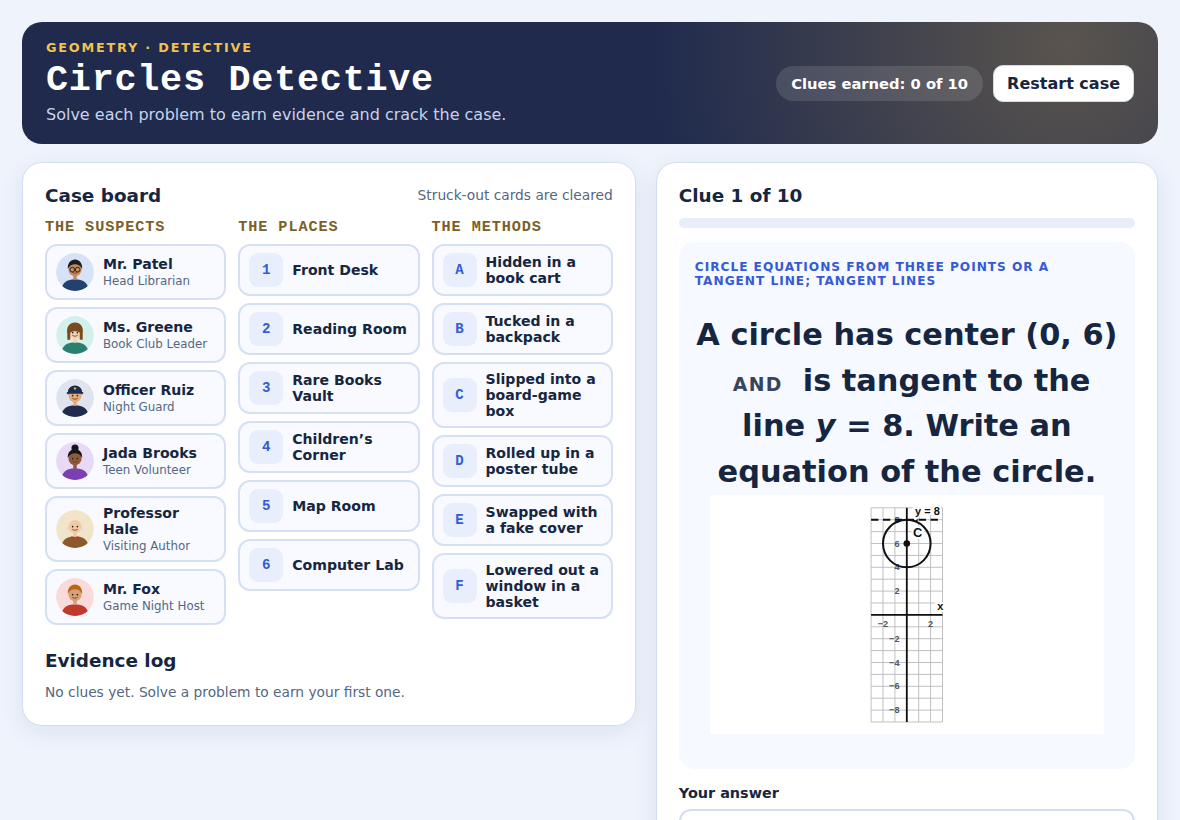 GEOMETRY · DETECTIVE
Circles Detective
Solve each problem to earn evidence and crack the case.
Clues earned: 0 of 10
Restart case
Case board
Struck-out cards are cleared
THE SUSPECTS
Mr. Patel
Head Librarian
Ms. Greene
Book Club Leader
Officer Ruiz
Night Guard
Jada Brooks
Teen Volunteer
Professor
Hale
Visiting Author
Mr. Fox
Game Night Host
THE PLACES
1 Front Desk
2 Reading Room
3 Rare Books
Vault
4 Children’s
Corner
5 Map Room
6 Computer Lab
THE METHODS
A Hidden in a
book cart
B Tucked in a
backpack
C Slipped into a
board-game
box
D Rolled up in a
poster tube
E Swapped with
a fake cover
F Lowered out a
window in a
basket
Evidence log
No clues yet. Solve a problem to earn your first one.
Clue 1 of 10
CIRCLE EQUATIONS FROM THREE POINTS OR A
TANGENT LINE; TANGENT LINES
A circle has center (0, 6)
AND is tangent to the
line y = 8. Write an
equation of the circle.
y = 8
C
6
4
2
x
−2 2
−2
−4
−6
−8
Your answer